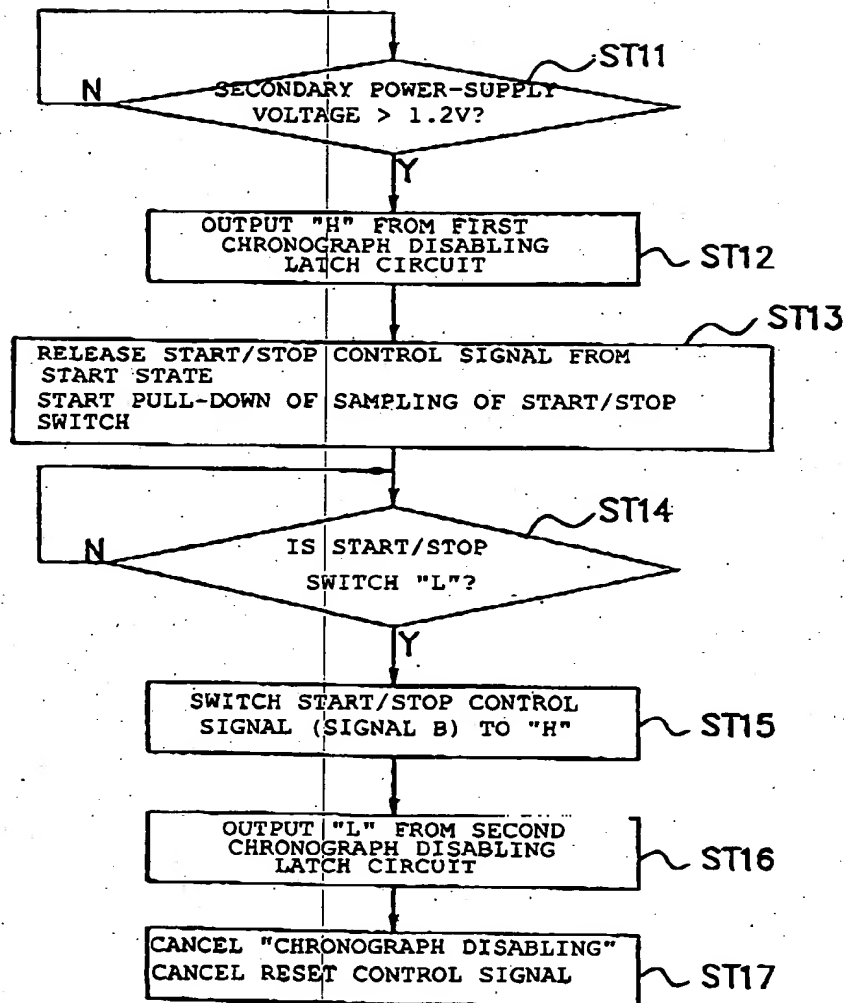 ST11
SECONDARY POWER-SUPPLY
VOLTAGE > 1.2V?
N
Y
OUTPUT "H" FROM FIRST
CHRONOGRAPH DISABLING
LATCH CIRCUIT
ST12
ST13
RELEASE START/STOP CONTROL SIGNAL FROM
START STATE
START PULL-DOWN OF SAMPLING OF START/STOP
SWITCH
ST14
IS START/STOP
SWITCH "L"?
N
Y
SWITCH START/STOP CONTROL
SIGNAL (SIGNAL B) TO "H"
ST15
OUTPUT "L" FROM SECOND
CHRONOGRAPH DISABLING
LATCH CIRCUIT
ST16
CANCEL "CHRONOGRAPH DISABLING"
CANCEL RESET CONTROL SIGNAL
ST17